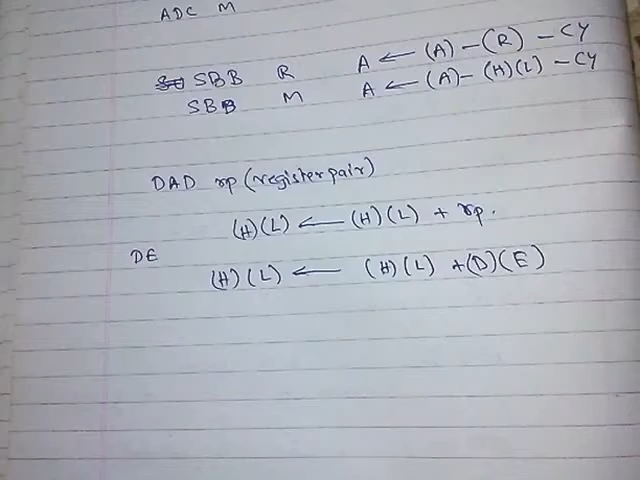 ADC M
SBB R A ← (A) - (R) - CY
SBB M A ← (A) - (H)(L) - CY
DAD rp (register pair)
(H)(L) ← (H)(L) + rp.
DE
(H)(L) ← (H)(L) + (D)(E)